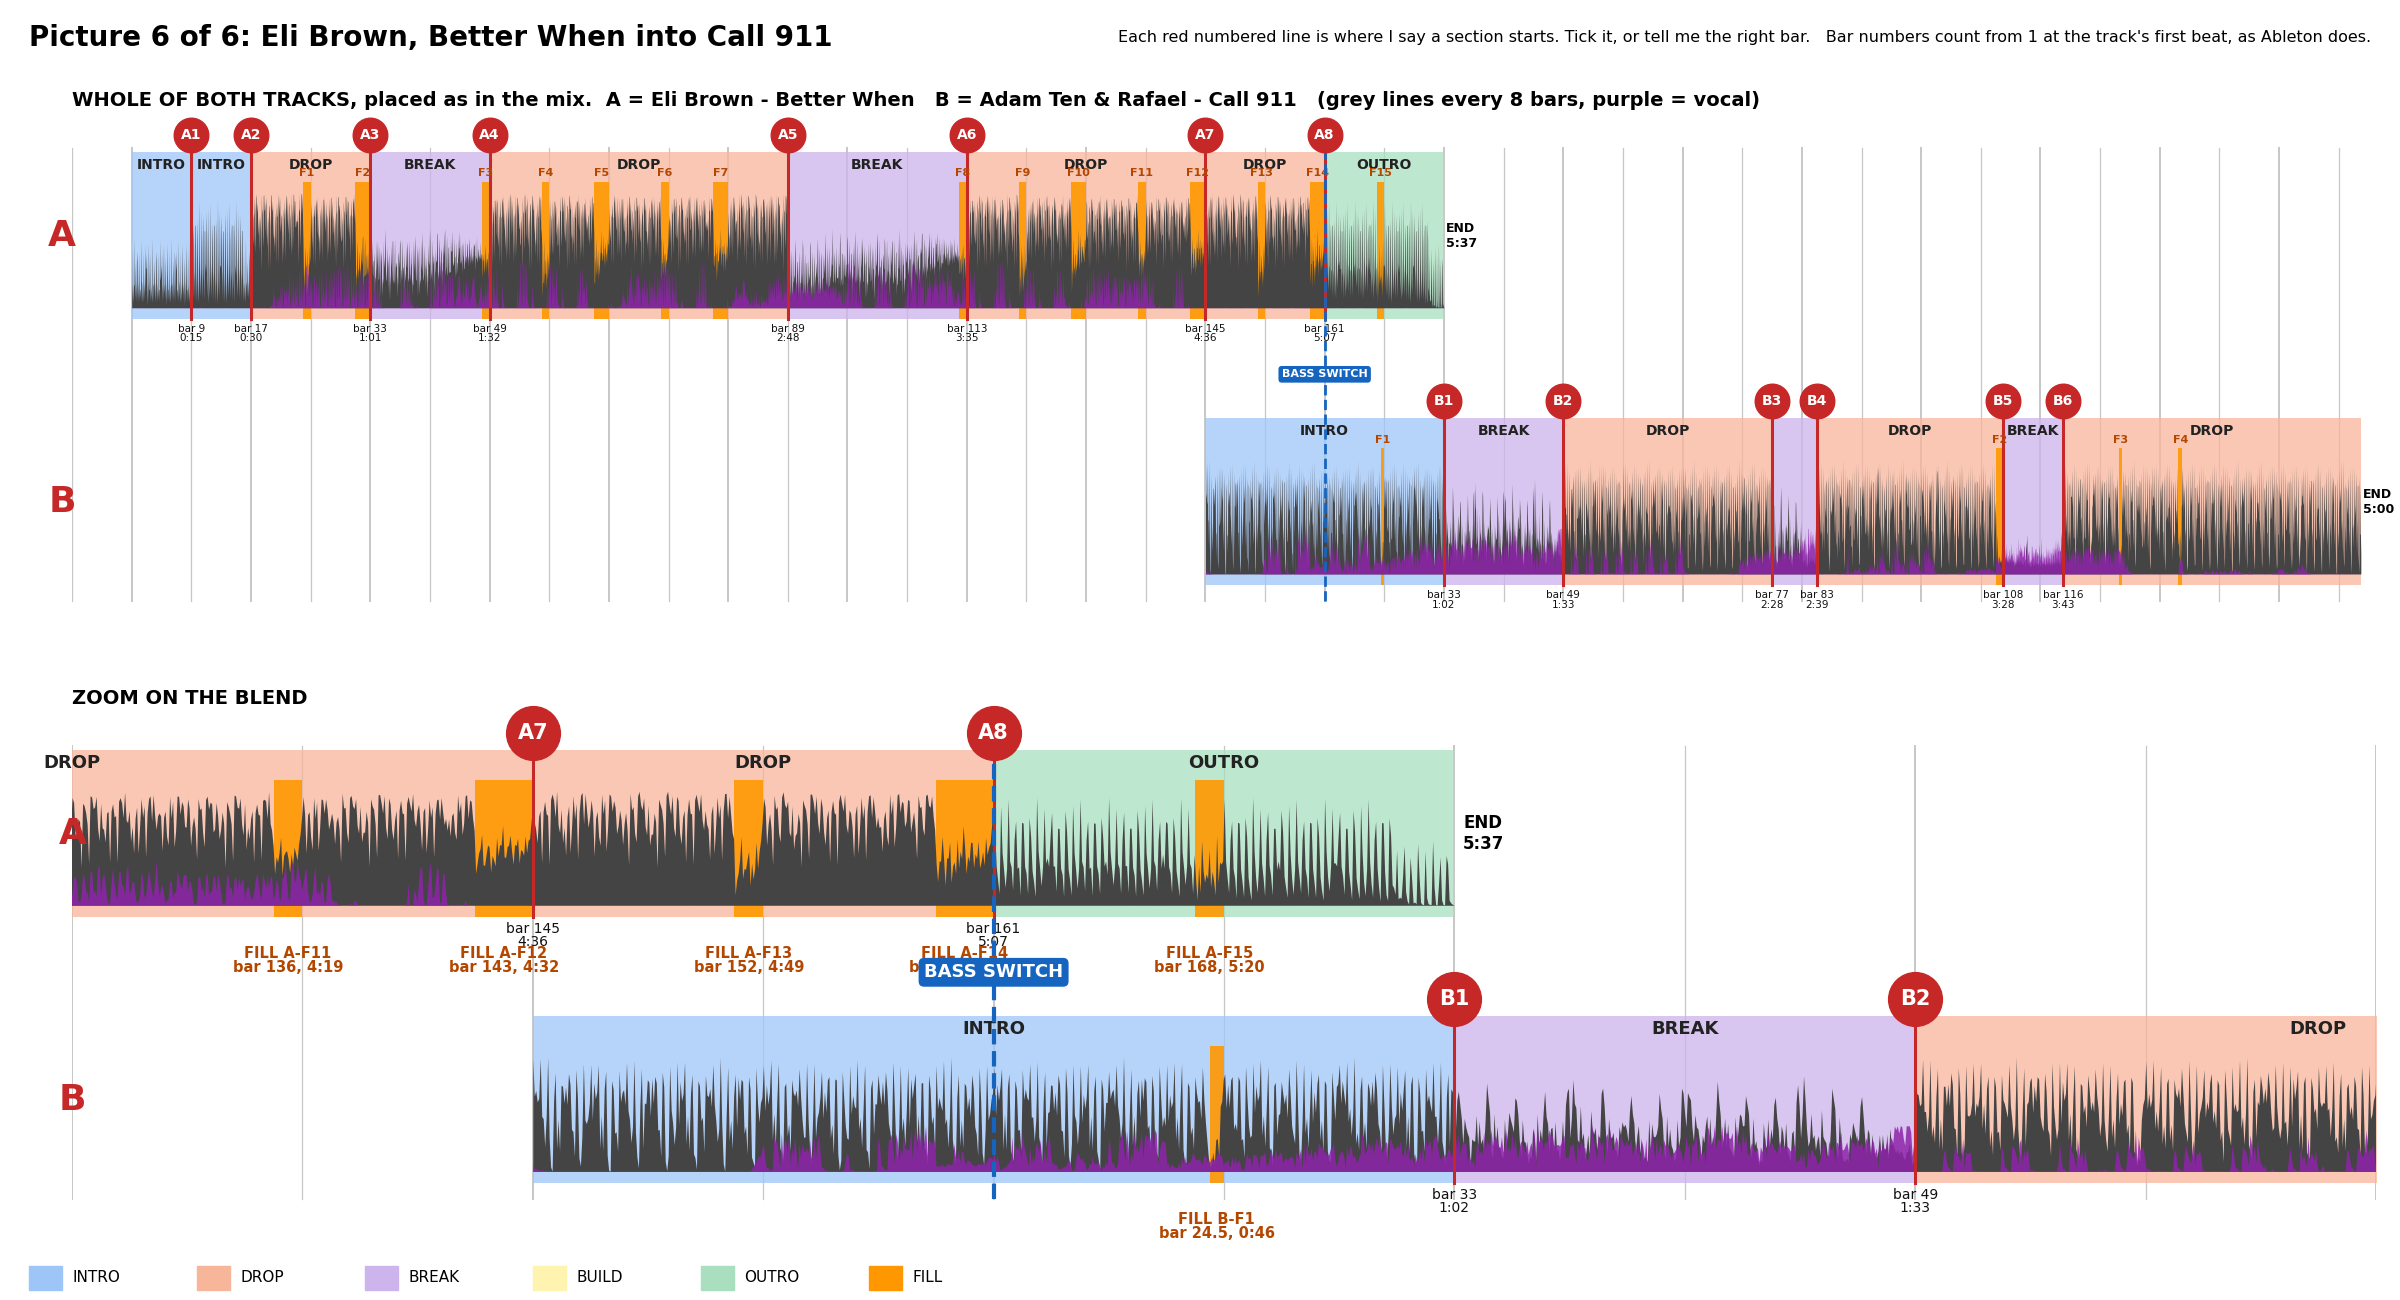 Picture 6 of 6: Eli Brown, Better When into Call 911
Each red numbered line is where I say a section starts. Tick it, or tell me the right bar.   Bar numbers count from 1 at the track's first beat, as Ableton does.
WHOLE OF BOTH TRACKS, placed as in the mix.  A = Eli Brown - Better When   B = Adam Ten & Rafael - Call 911   (grey lines every 8 bars, purple = vocal)
A1 A2 A3 A4 A5 A6 A7 A8
INTRO INTRO DROP BREAK DROP BREAK DROP DROP OUTRO
F1 F2 F3 F4 F5 F6 F7 F8 F9 F10 F11 F12 F13 F14 F15
A
END
5:37
bar 9 bar 17 bar 33 bar 49 bar 89 bar 113 bar 145 bar 161
0:15 0:30 1:01 1:32 2:48 3:35 4:36 5:07
BASS SWITCH
B1 B2 B3 B4 B5 B6
INTRO BREAK DROP DROP BREAK DROP
F1 F2 F3 F4
B
END
5:00
bar 33 bar 49 bar 77 bar 83 bar 108 bar 116
1:02 1:33 2:28 2:39 3:28 3:43
ZOOM ON THE BLEND
A7 A8
DROP DROP OUTRO
A
END
5:37
bar 145 bar 161
4:36 5:07
FILL A-F11 FILL A-F12 FILL A-F13 FILL A-F14 FILL A-F15
bar 136, 4:19 bar 143, 4:32 bar 152, 4:49 bar 168, 5:20
BASS SWITCH
B1 B2
INTRO BREAK DROP
B
bar 33 bar 49
1:02 1:33
FILL B-F1
bar 24.5, 0:46
INTRO DROP BREAK BUILD OUTRO FILL